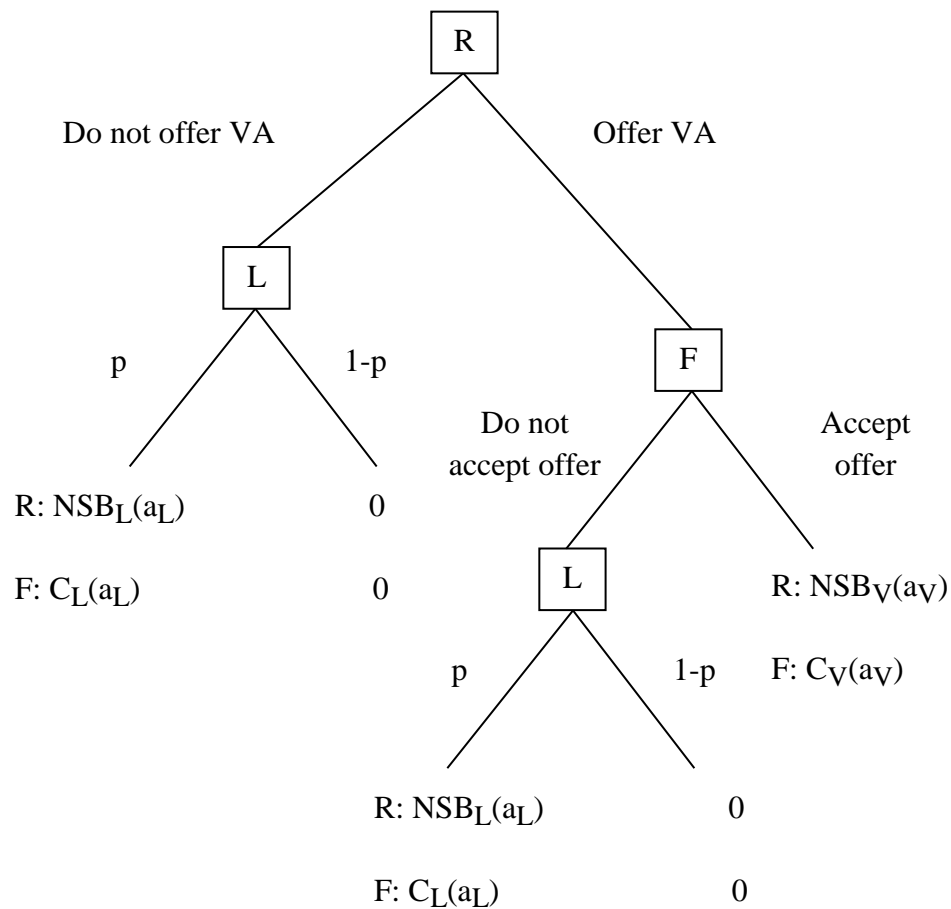 R
Do not offer VA
Offer VA
L
F
p
1-p
Do not
accept offer
Accept
offer
R: NSB_L(a_L)
0
F: C_L(a_L)
0
L
R: NSB_V(a_V)
F: C_V(a_V)
p
1-p
R: NSB_L(a_L)
0
F: C_L(a_L)
0